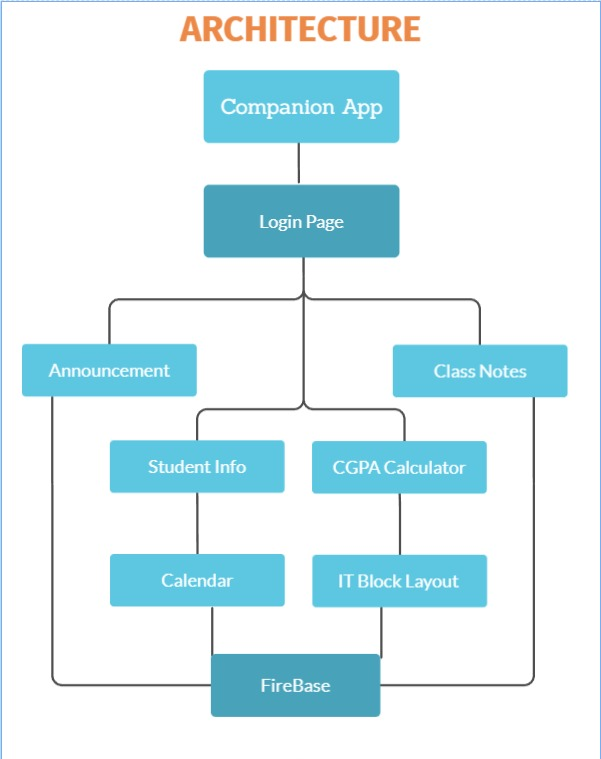 ARCHITECTURE
Companion App
Login Page
Announcement
Class Notes
Student Info
CGPA Calculator
Calendar
IT Block Layout
FireBase